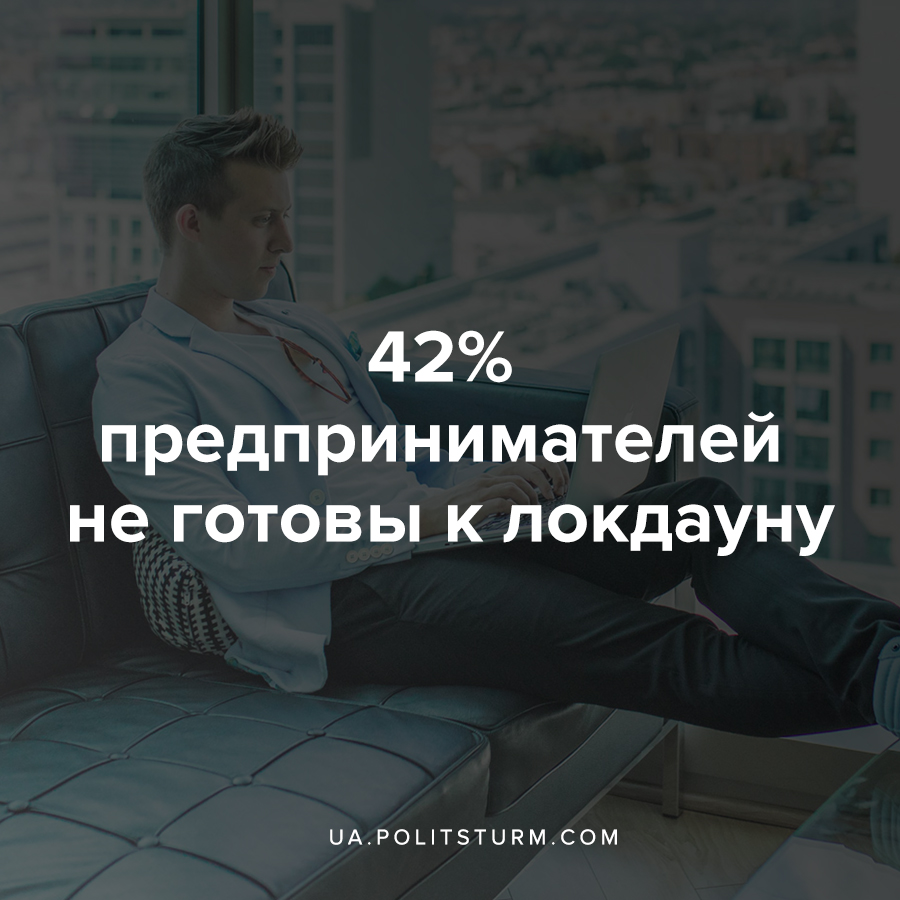 42%
предпринимателей
не готовы к локдауну
UA.POLITSTURM.COM